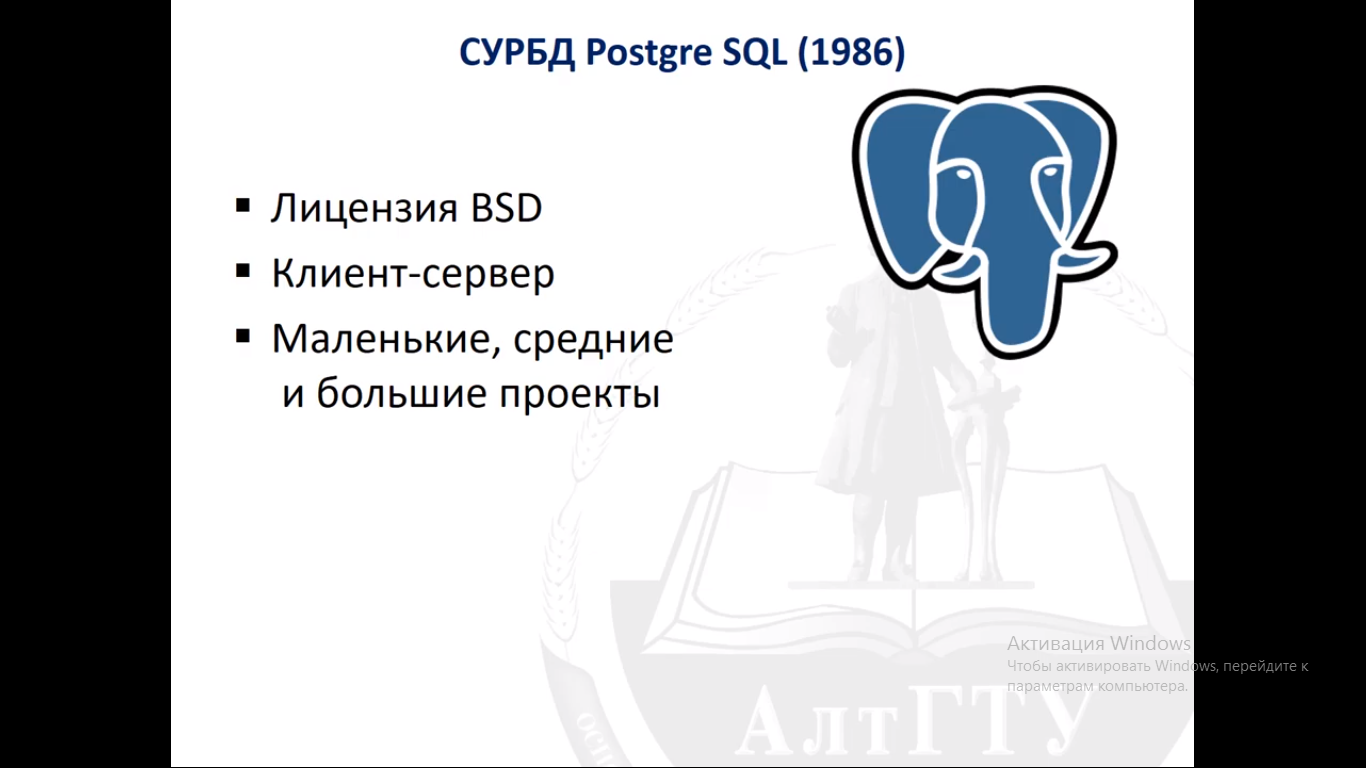 СУРБД Postgre SQL (1986)
Лицензия BSD
Клиент-сервер
Маленькие, средние
и большие проекты
Активация Windows
Чтобы активировать Windows, перейдите к
параметрам компьютера.
АлтГТУ